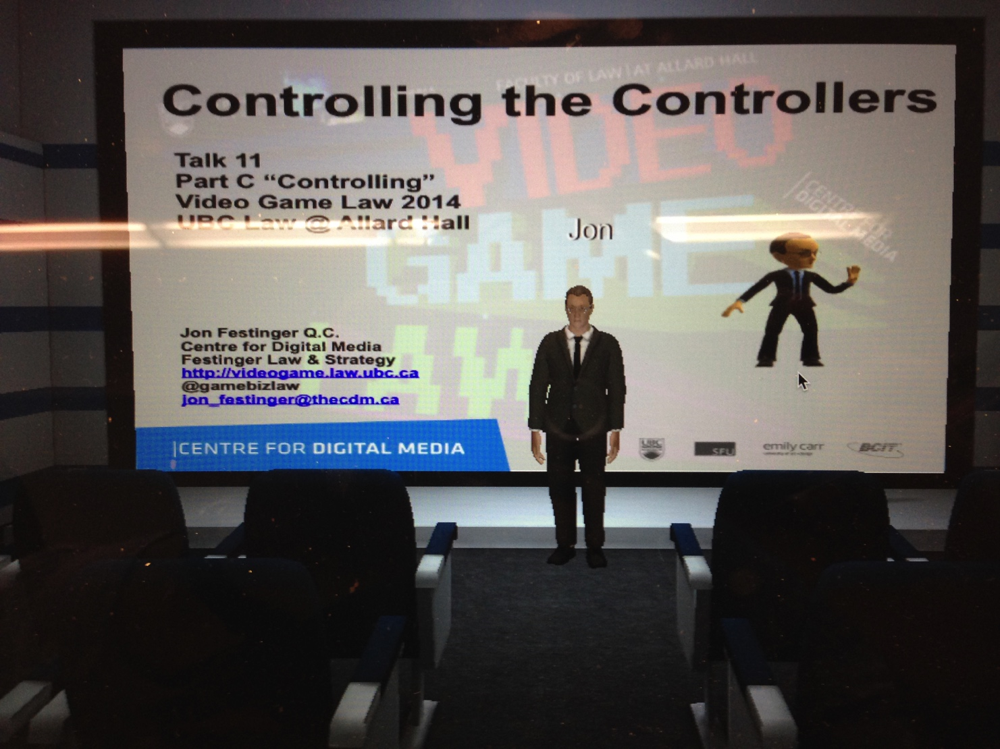 FACULTY OF LAW | AT ALLARD HALL
Controlling the Controllers
VIDEO
GAME
LAW
Talk 11
Part C “Controlling”
Video Game Law 2014
UBC Law @ Allard Hall
|CENTRE FOR
DIGITAL MEDIA
Jon
Jon Festinger Q.C.
Centre for Digital Media
Festinger Law & Strategy
http://videogame.law.ubc.ca
@gamebizlaw
jon_festinger@thecdm.ca
|CENTRE FOR DIGITAL MEDIA
UBC
SFU
emily carr
BCIT